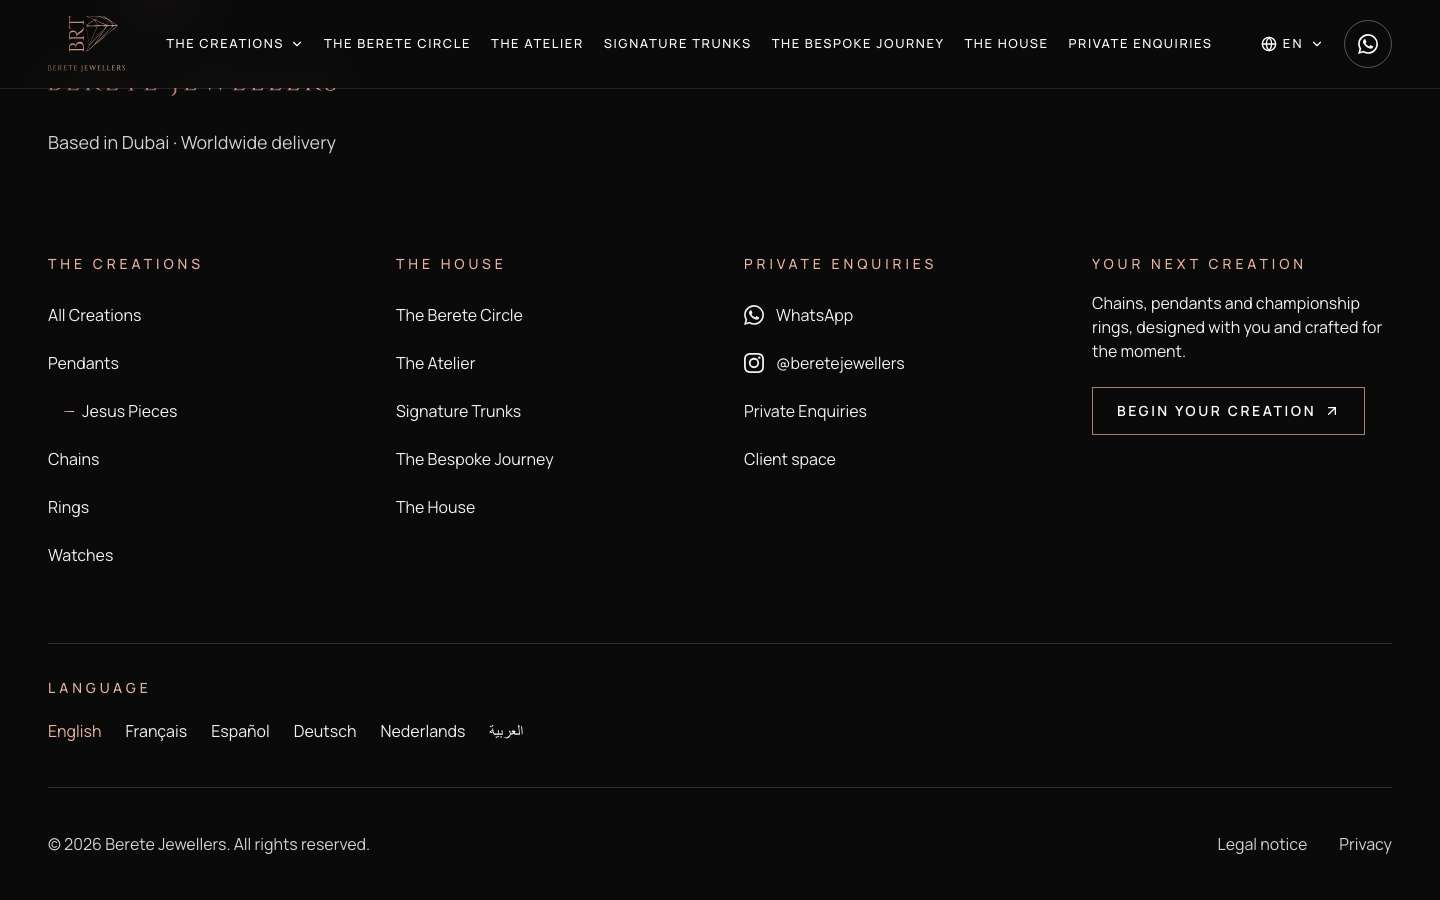 BRT
BERETE JEWELLERS
THE CREATIONS
THE BERETE CIRCLE
THE ATELIER
SIGNATURE TRUNKS
THE BESPOKE JOURNEY
THE HOUSE
PRIVATE ENQUIRIES
EN
BERETE JEWELLERS
Based in Dubai · Worldwide delivery
THE CREATIONS
All Creations
Pendants
— Jesus Pieces
Chains
Rings
Watches
THE HOUSE
The Berete Circle
The Atelier
Signature Trunks
The Bespoke Journey
The House
PRIVATE ENQUIRIES
WhatsApp
@beretejewellers
Private Enquiries
Client space
YOUR NEXT CREATION
Chains, pendants and championship
rings, designed with you and crafted for
the moment.
BEGIN YOUR CREATION
LANGUAGE
English
Français
Español
Deutsch
Nederlands
العربية
© 2026 Berete Jewellers. All rights reserved.
Legal notice
Privacy